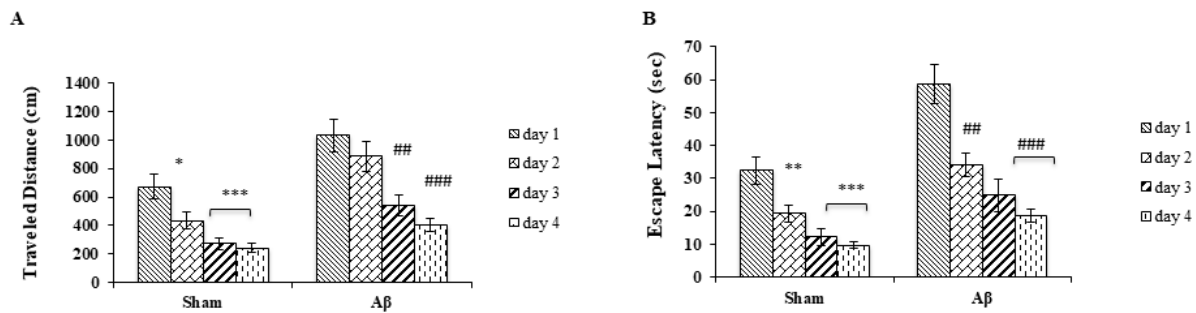 A
Traveled Distance (cm)
1400
1200
1000
800
600
400
200
0
*
***
##
###
Sham
Aβ
day 1
day 2
day 3
day 4
B
Escape Latency (sec)
70
60
50
40
30
20
10
0
**
***
##
###
Sham
Aβ
day 1
day 2
day 3
day 4